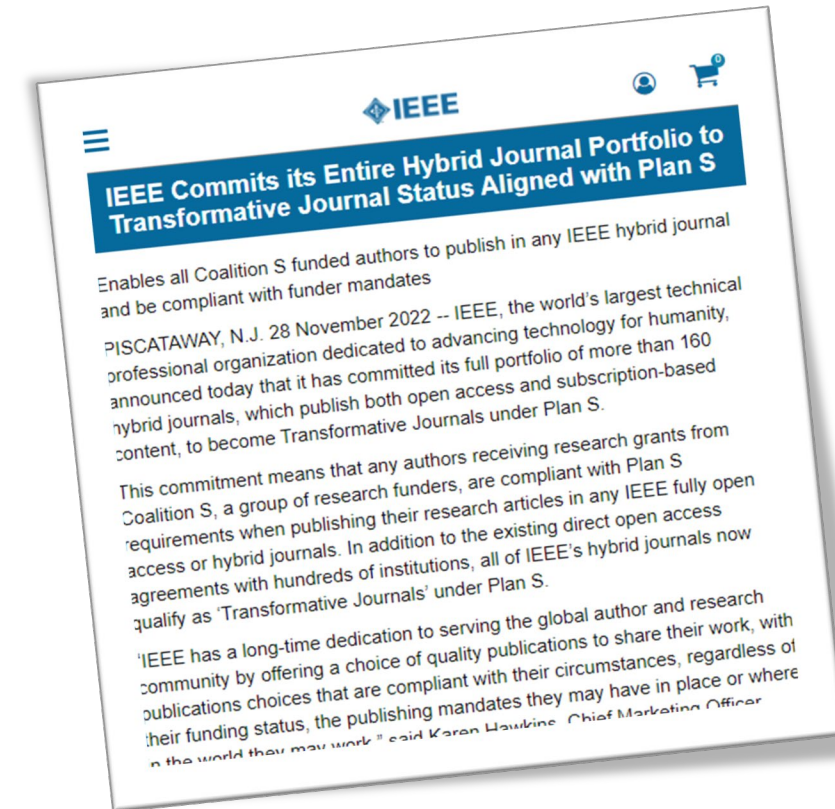 0
IEEE
IEEE Commits its Entire Hybrid Journal Portfolio to
Transformative Journal Status Aligned with Plan S
Enables all Coalition S funded authors to publish in any IEEE hybrid journal
and be compliant with funder mandates
PISCATAWAY, N.J. 28 November 2022 -- IEEE, the world's largest technical
professional organization dedicated to advancing technology for humanity,
announced today that it has committed its full portfolio of more than 160
hybrid journals, which publish both open access and subscription-based
content, to become Transformative Journals under Plan S.
This commitment means that any authors receiving research grants from
Coalition S, a group of research funders, are compliant with Plan S
requirements when publishing their research articles in any IEEE fully open
access or hybrid journals. In addition to the existing direct open access
agreements with hundreds of institutions, all of IEEE's hybrid journals now
qualify as 'Transformative Journals' under Plan S.
"IEEE has a long-time dedication to serving the global author and research
community by offering a choice of quality publications to share their work, with
publications choices that are compliant with their circumstances, regardless of
their funding status, the publishing mandates they may have in place or where
in the world they may work," said Karen Hawkins, Chief Marketing Officer